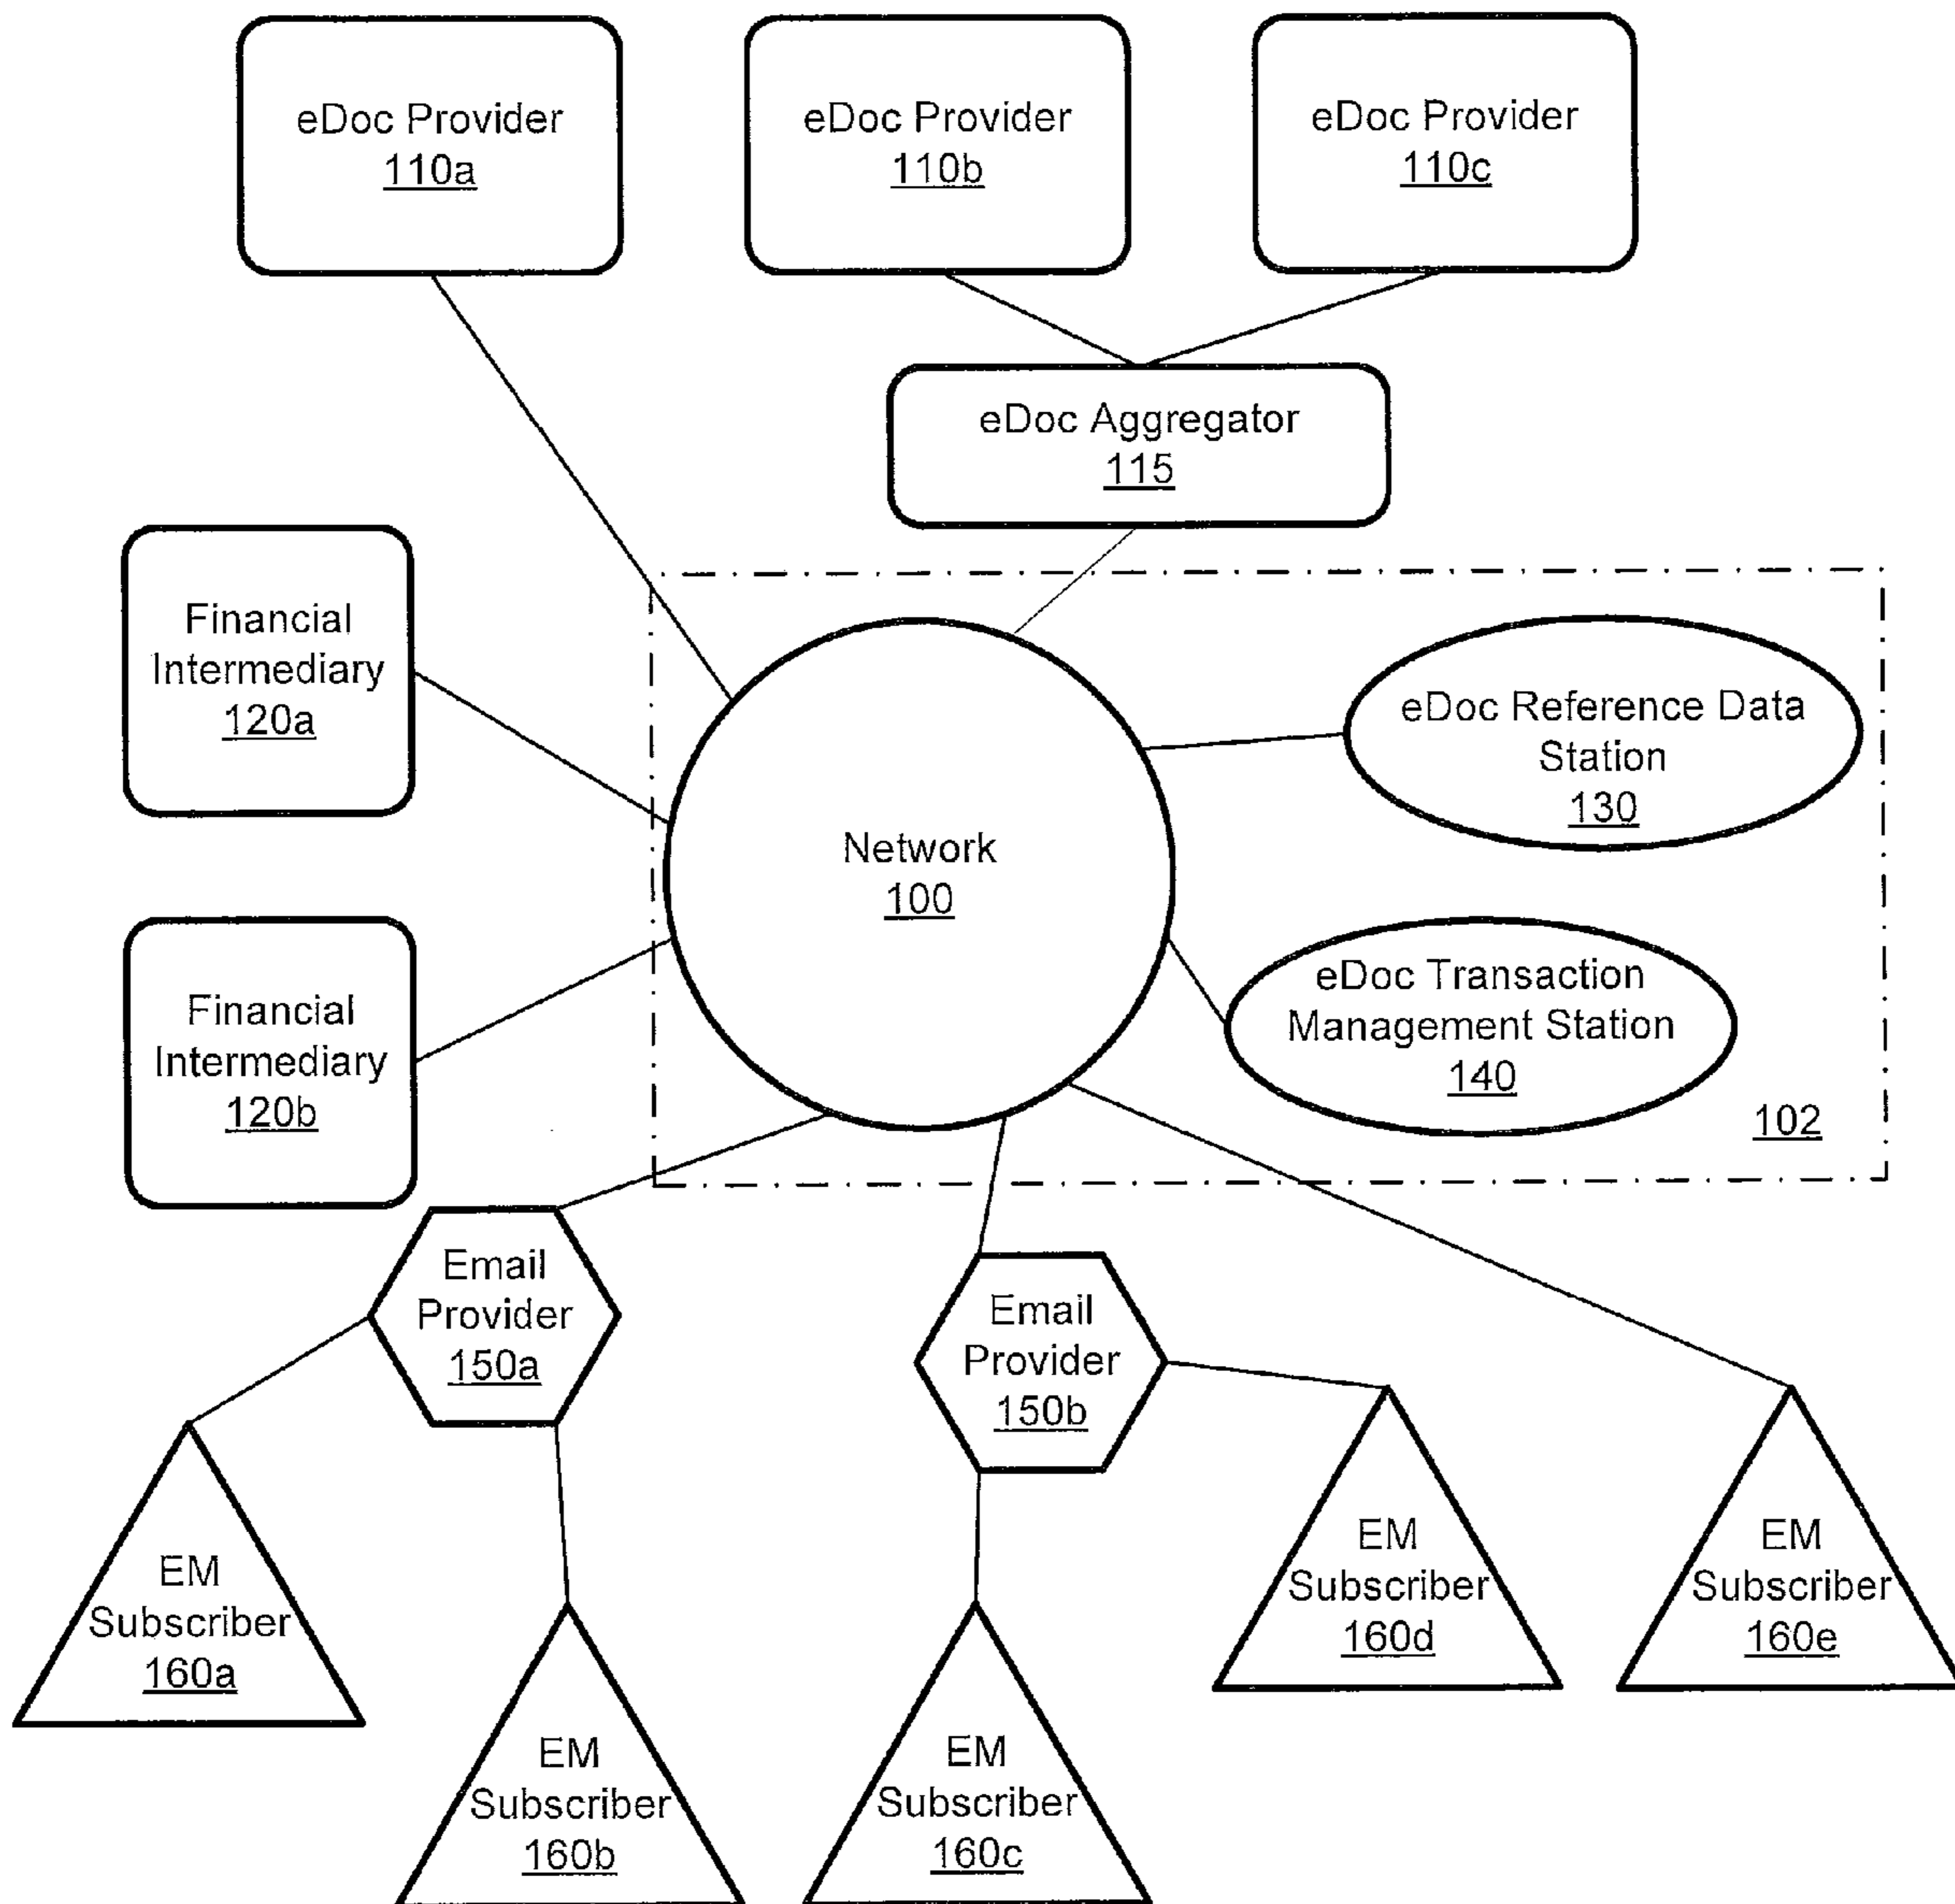 eDoc Provider
110a
eDoc Provider
110b
eDoc Provider
110c
eDoc Aggregator
115
Financial
Intermediary
120a
eDoc Reference Data
Station
130
Network
100
Financial
Intermediary
120b
eDoc Transaction
Management Station
140
102
Email
Provider
150a
Email
Provider
150b
EM
Subscriber
160a
EM
Subscriber
160b
EM
Subscriber
160c
EM
Subscriber
160d
EM
Subscriber
160e